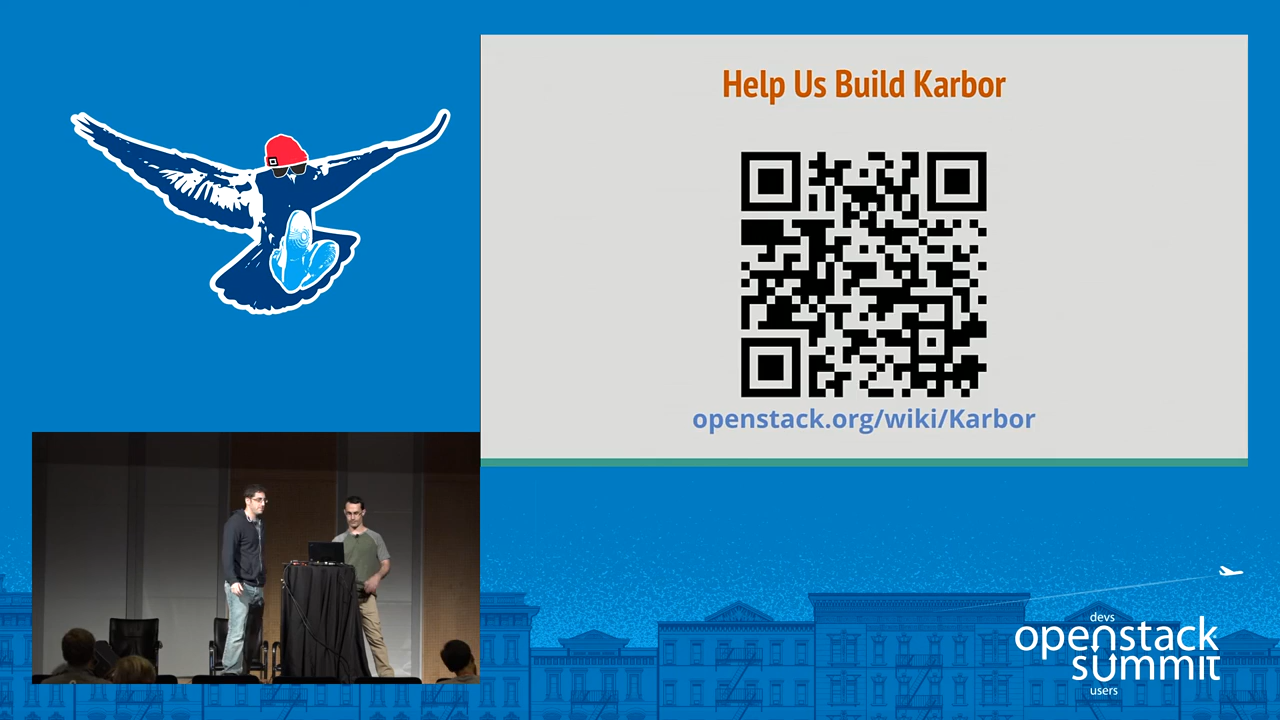 Help Us Build Karbor
openstack.org/wiki/Karbor
devs
openstack
summit
users